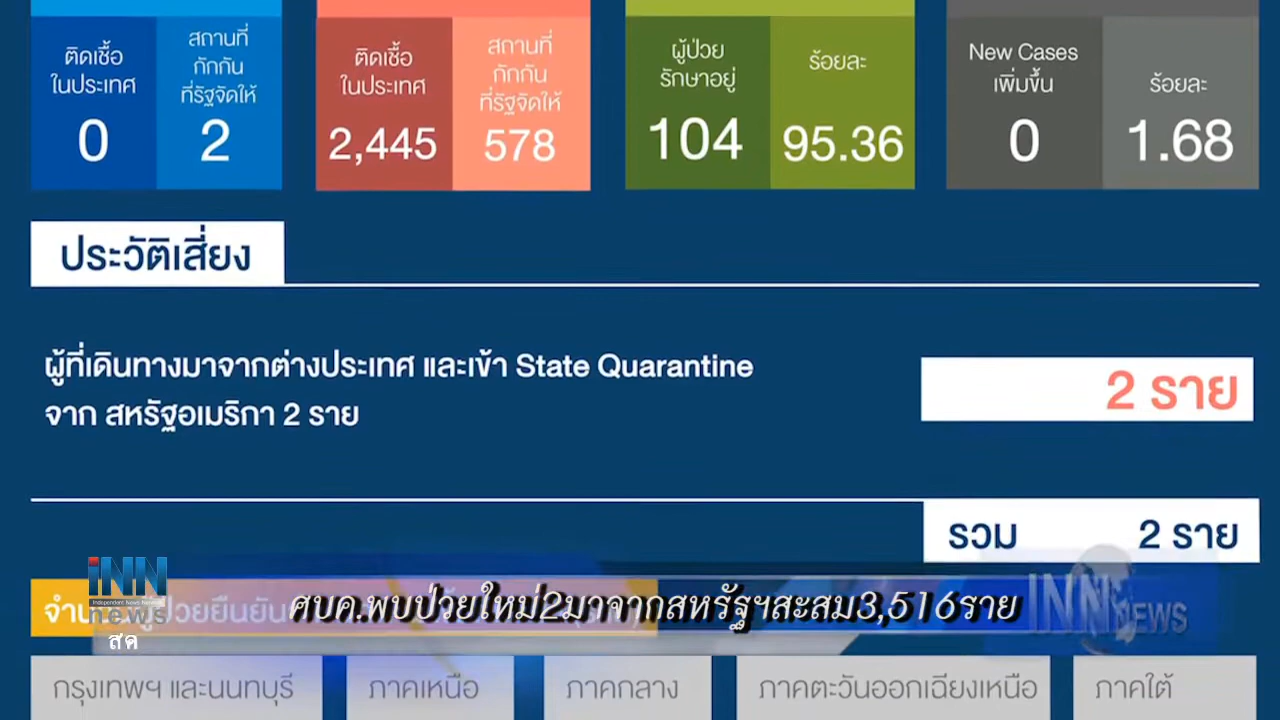 ติดเชื้อ
ในประเทศ
0
สถานที่
กักกัน
ที่รัฐจัดให้
2
ติดเชื้อ
ในประเทศ
2,445
สถานที่
กักกัน
ที่รัฐจัดให้
578
ผู้ป่วย
รักษาอยู่
104
ร้อยละ
95.36
New Cases
เพิ่มขึ้น
0
ร้อยละ
1.68
ประวัติเสี่ยง
ผู้ที่เดินทางมาจากต่างประเทศ และเข้า State Quarantine
จาก สหรัฐอเมริกา 2 ราย
2 ราย
รวม 2 ราย
iNN
Independent News Network
news
สด
ศบค.พบป่วยใหม่2มาจากสหรัฐฯสะสม3,516ราย
INN NEWS
กรุงเทพฯ และนนทบุรี
ภาคเหนือ
ภาคกลาง
ภาคตะวันออกเฉียงเหนือ
ภาคใต้